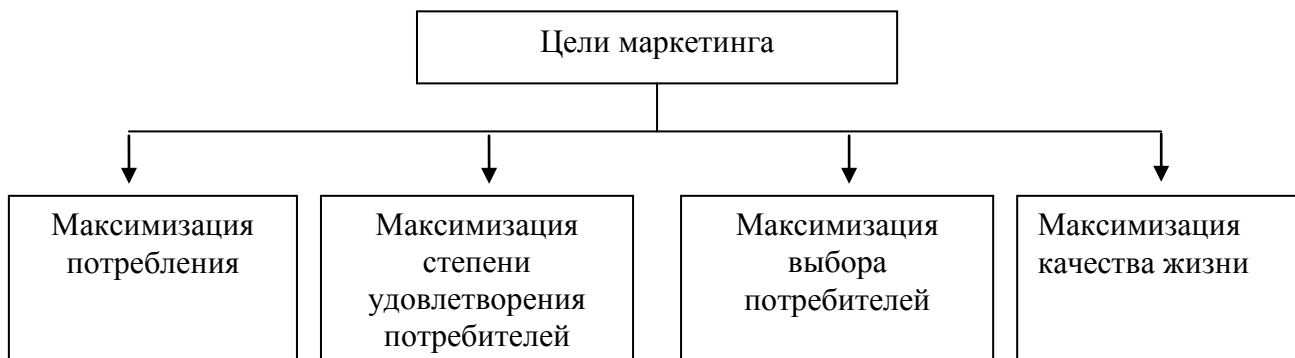 Цели маркетинга
Максимизация
потребления
Максимизация
степени
удовлетворения
потребителей
Максимизация
выбора
потребителей
Максимизация
качества жизни